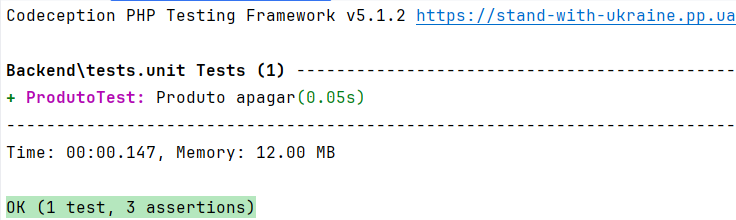 Codeception PHP Testing Framework v5.1.2 https://stand-with-ukraine.pp.ua
Backend\tests.unit Tests (1) --------------------------------------------
+ ProdutoTest: Produto apagar(0.05s)
-------------------------------------------------------------------------
Time: 00:00.147, Memory: 12.00 MB
OK (1 test, 3 assertions)